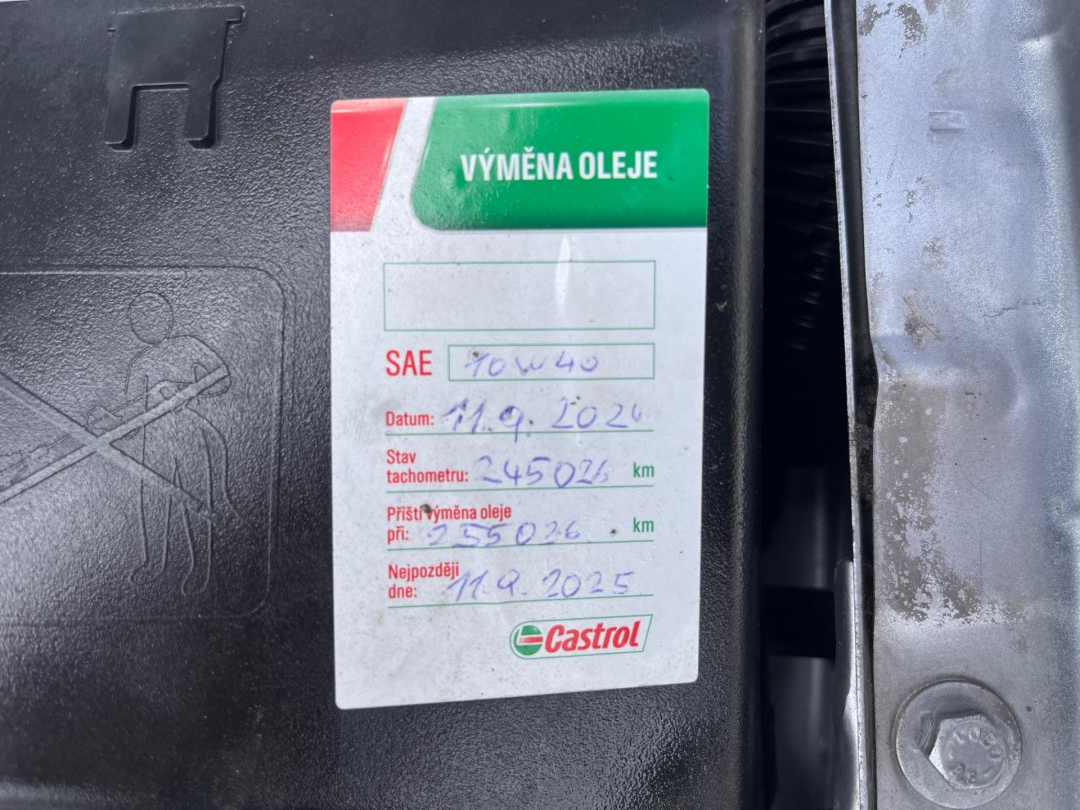 VÝMĚNA OLEJE
SAE 10W40
Datum: 11.9.2024
Stav
tachometru: 245026 km
Příští výměna oleje
při: 255026 km
Nejpozději
dne: 11.9.2025
Castrol